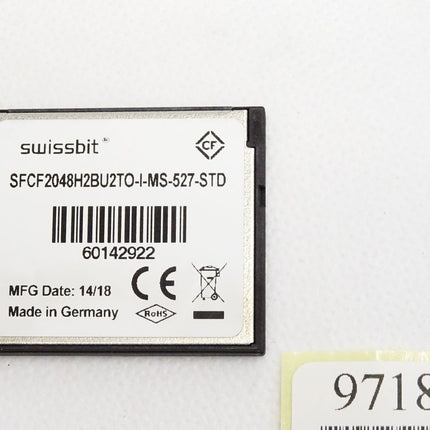 swissbit®
CF
SFCF2048H2BU2TO-I-MS-527-STD
60142922
MFG Date: 14/18
CE
Made in Germany
RoHS
9718